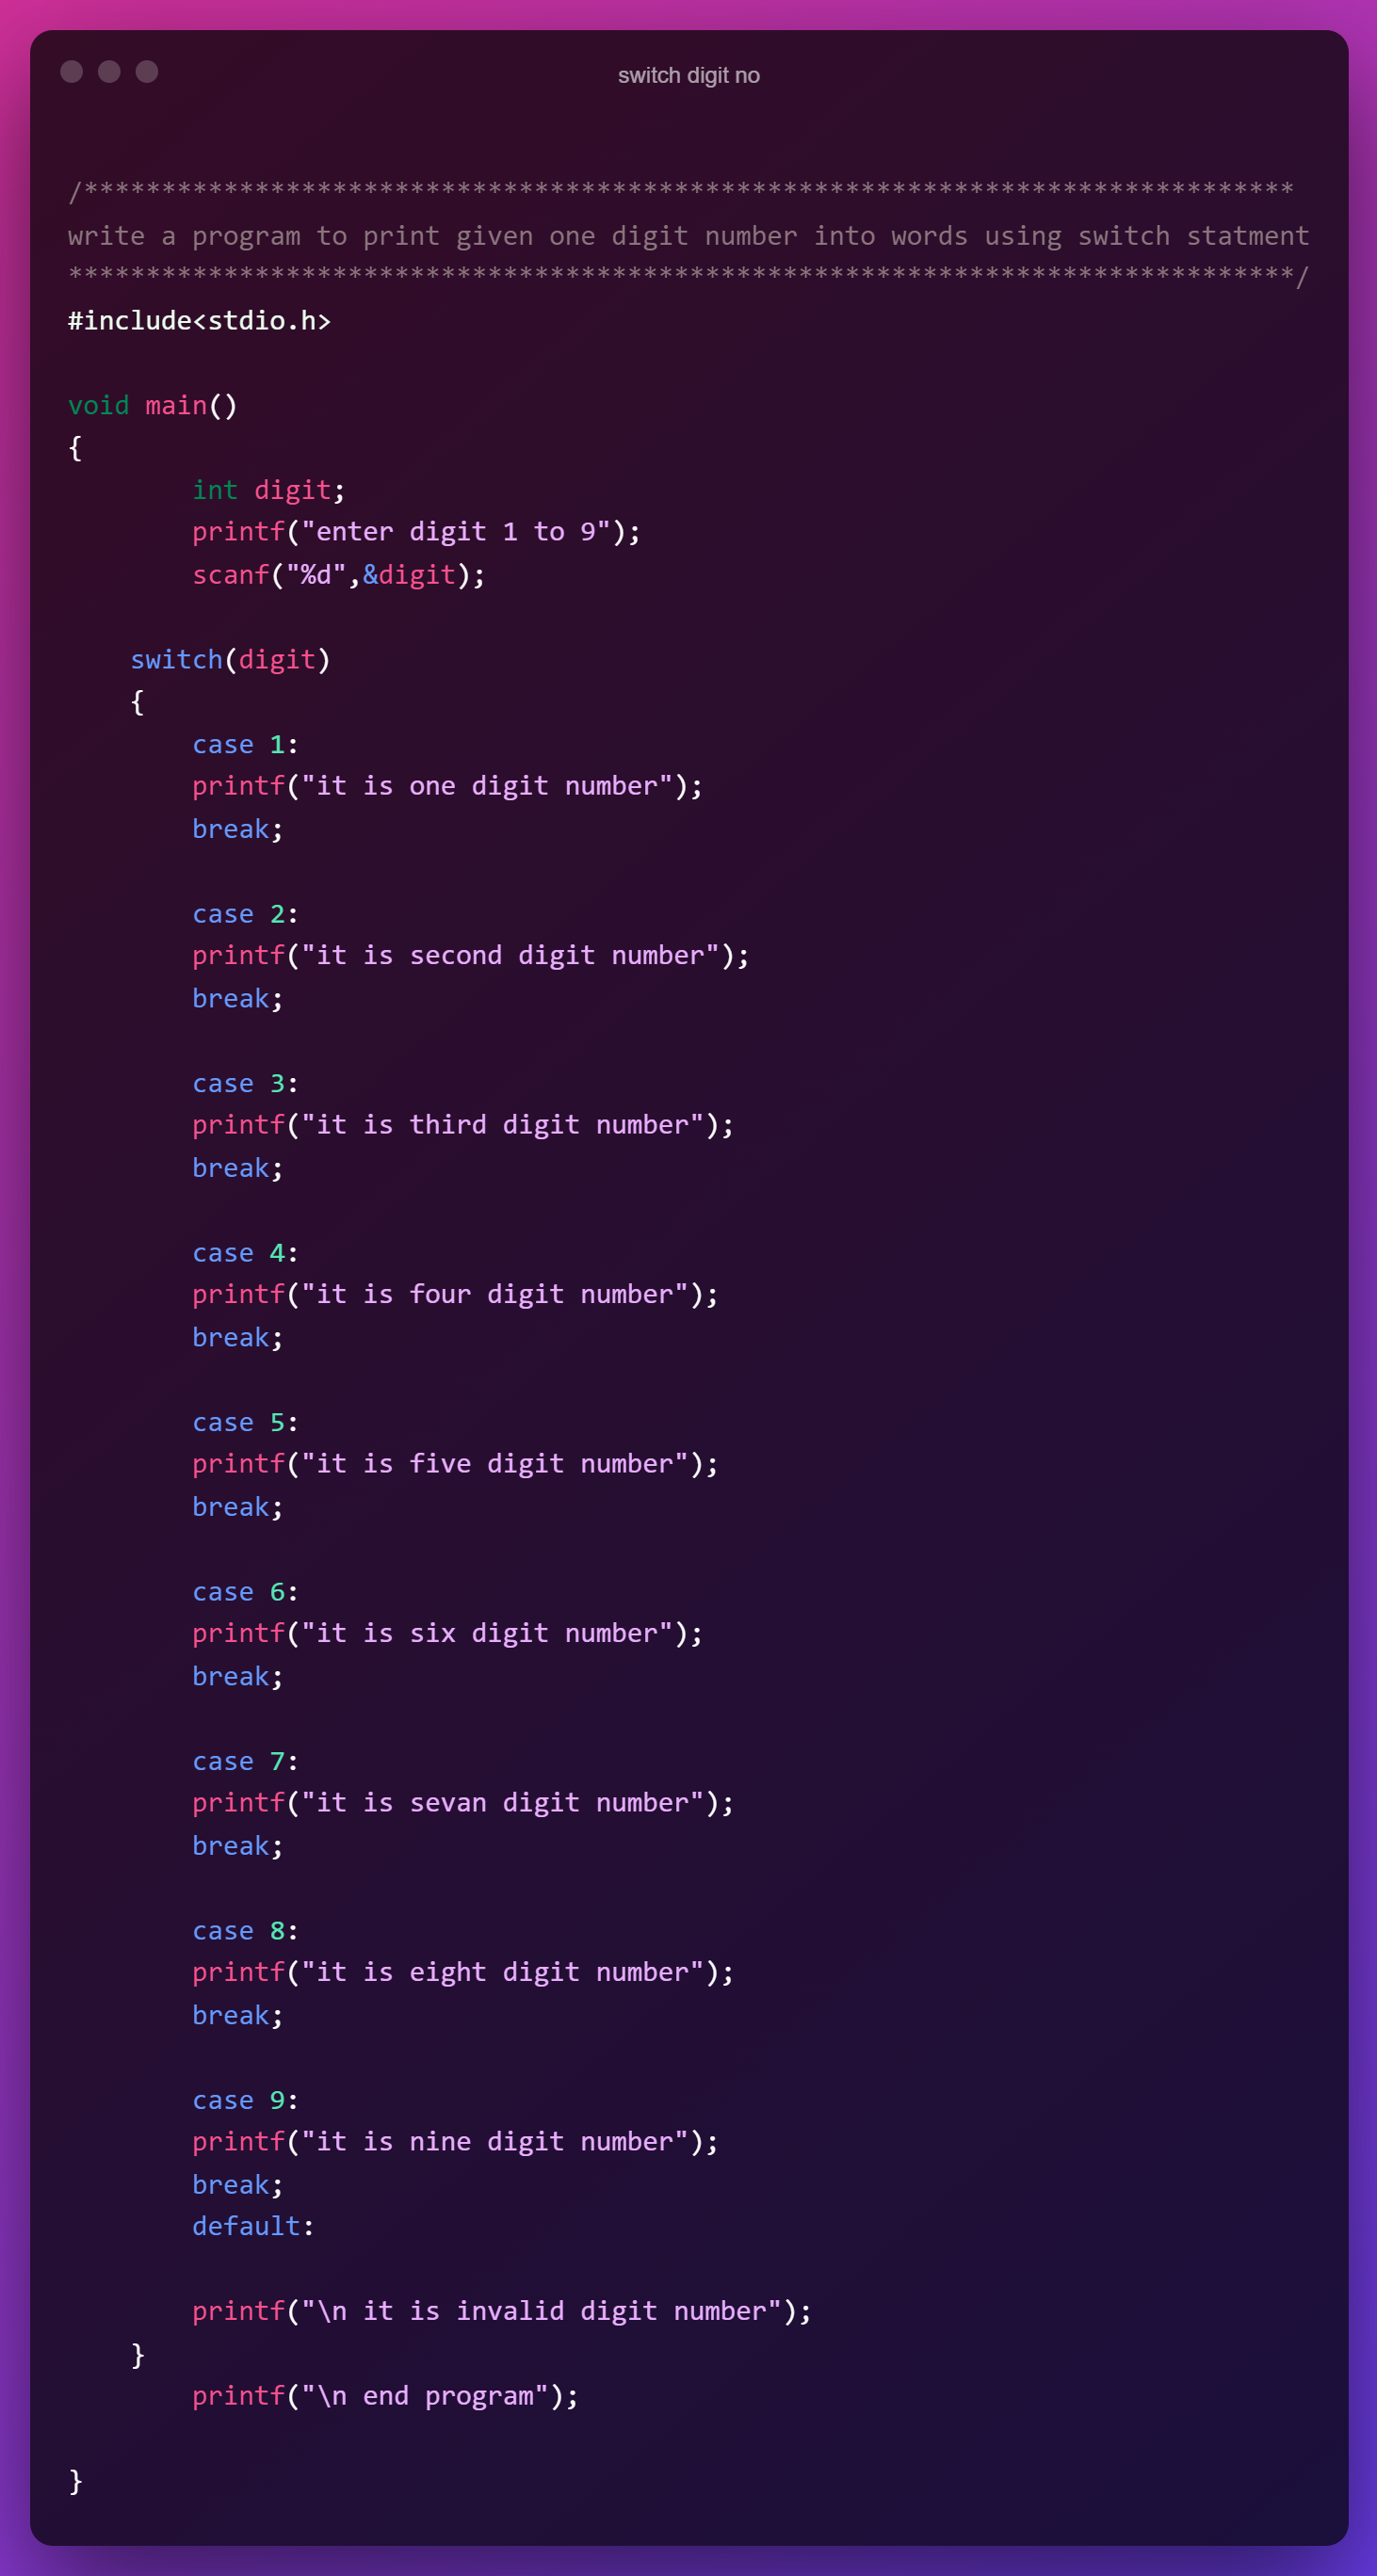 switch digit no
/******************************************************************************
write a program to print given one digit number into words using switch statment
*******************************************************************************/
#include<stdio.h>
void main()
{
int digit;
printf("enter digit 1 to 9");
scanf("%d",&digit);
switch(digit)
{
case 1:
printf("it is one digit number");
break;
case 2:
printf("it is second digit number");
break;
case 3:
printf("it is third digit number");
break;
case 4:
printf("it is four digit number");
break;
case 5:
printf("it is five digit number");
break;
case 6:
printf("it is six digit number");
break;
case 7:
printf("it is sevan digit number");
break;
case 8:
printf("it is eight digit number");
break;
case 9:
printf("it is nine digit number");
break;
default:
printf("\n it is invalid digit number");
}
printf("\n end program");
}